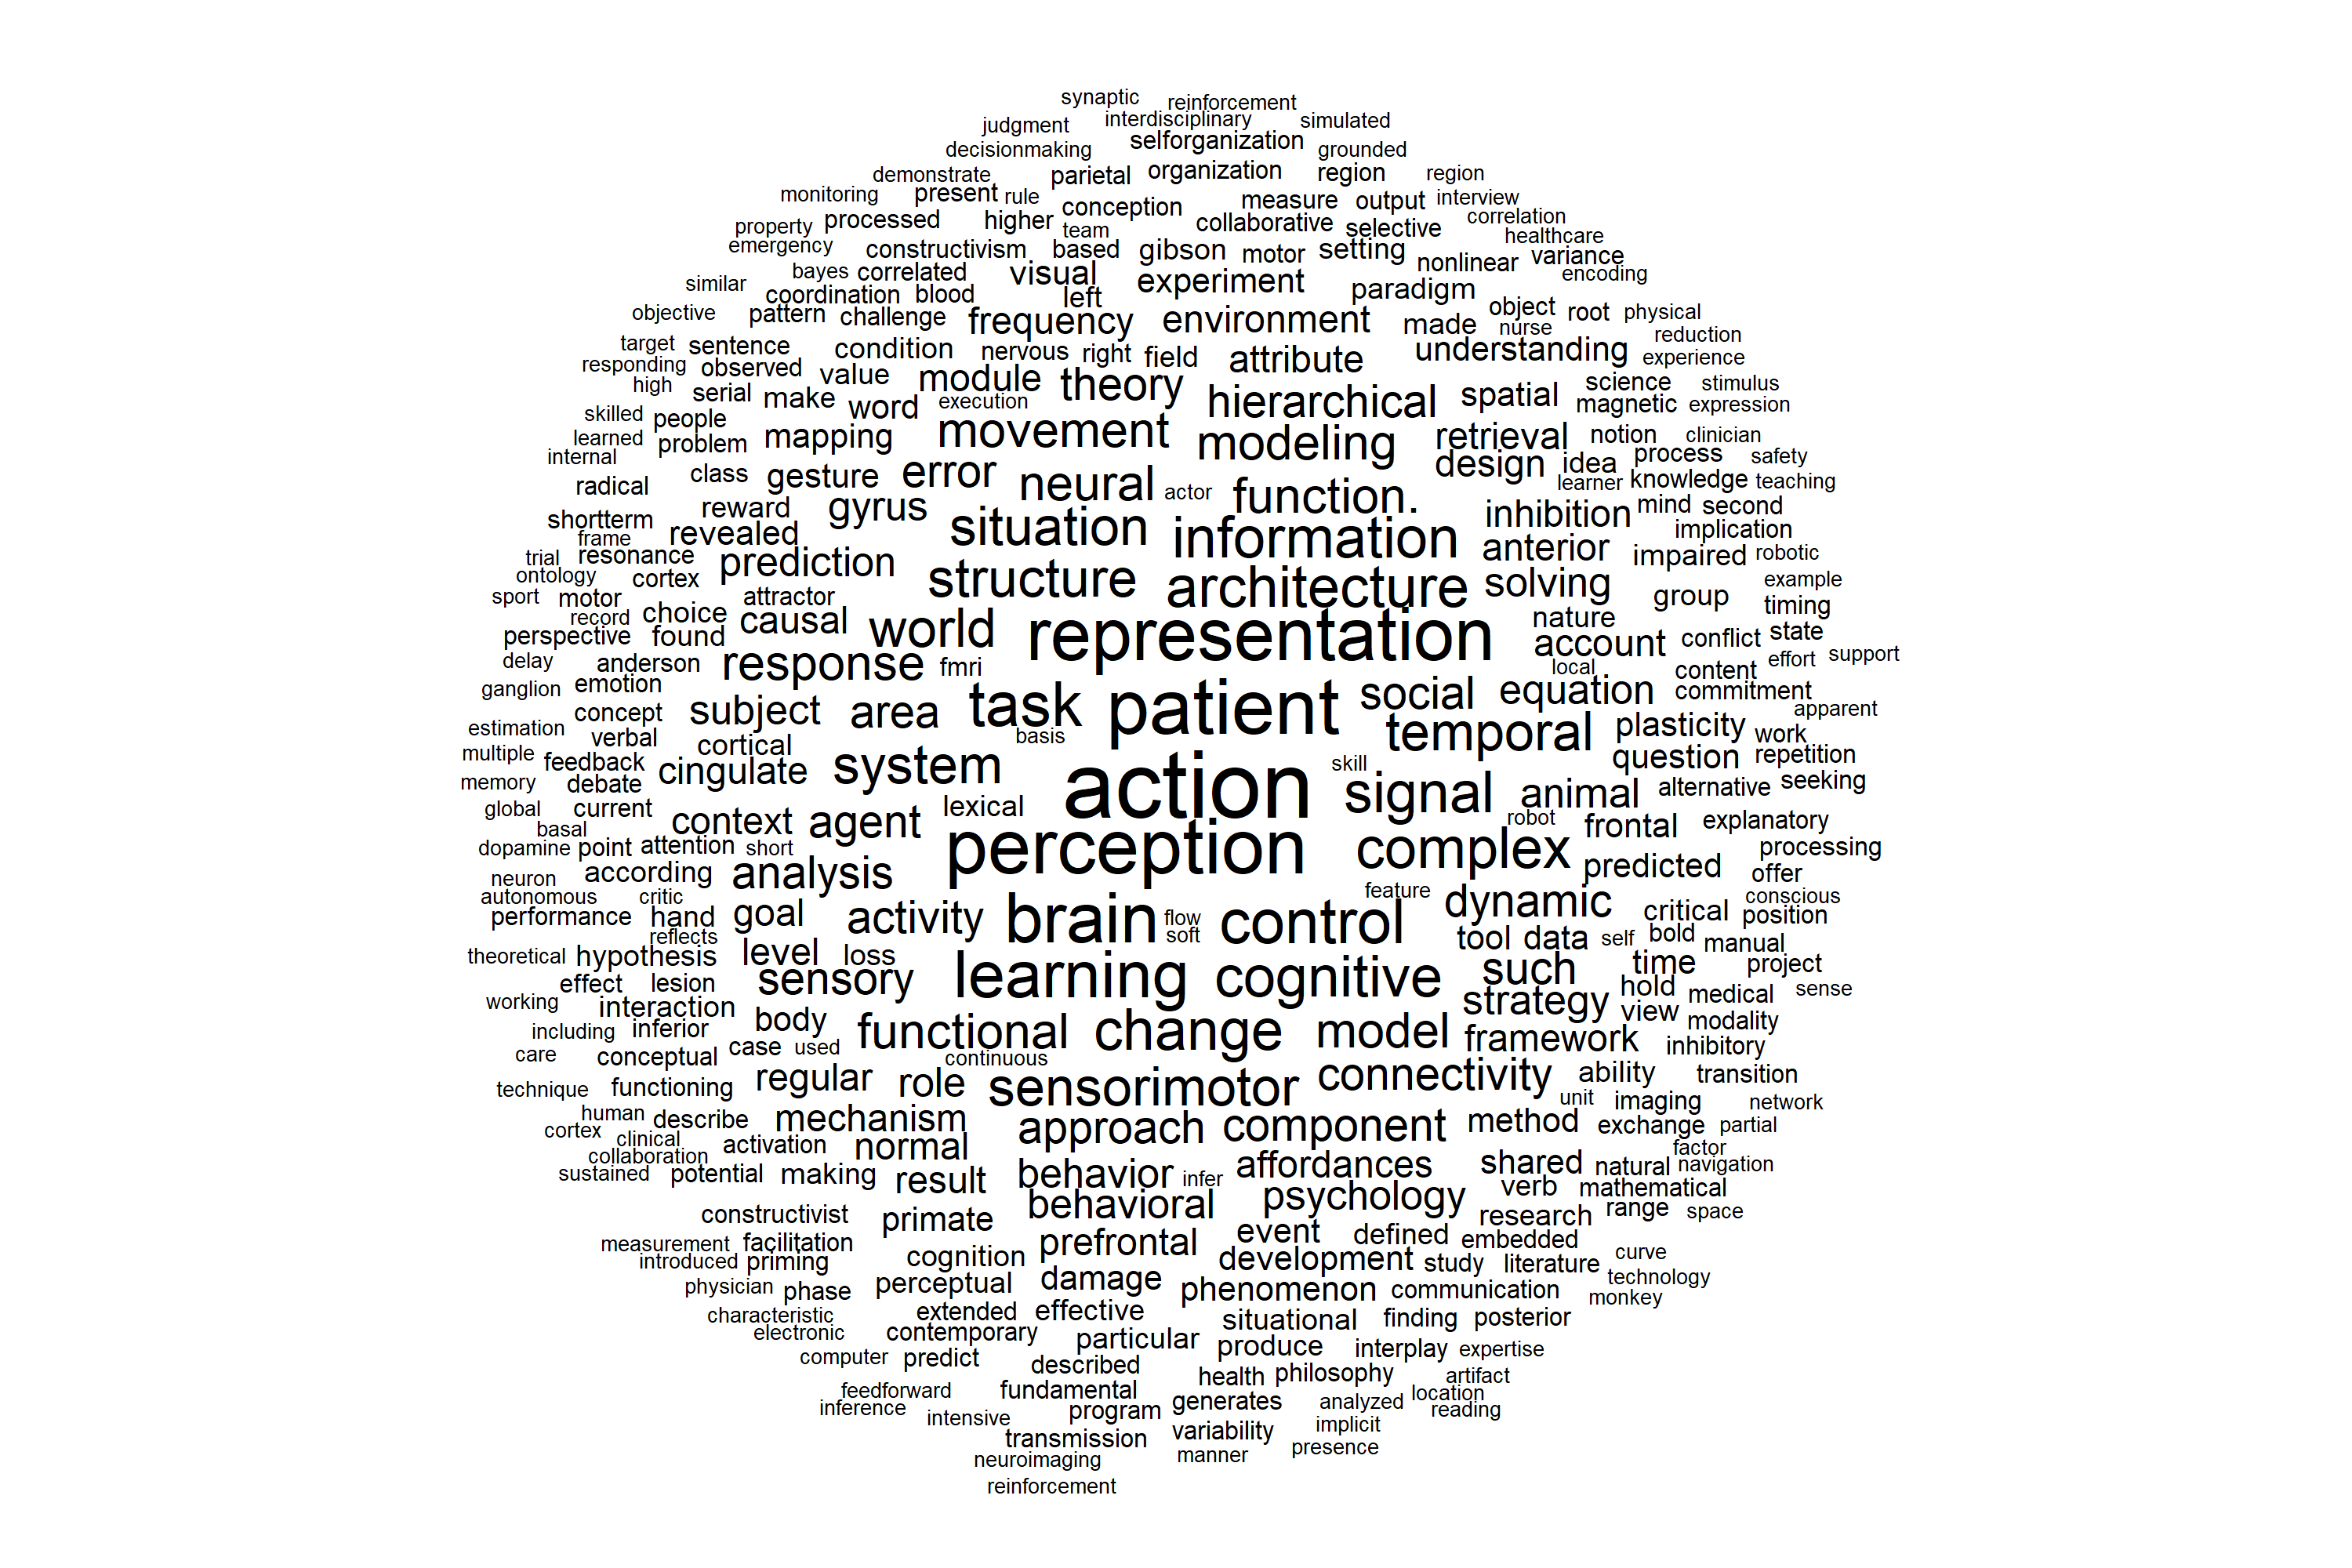 synaptic reinforcement
judgment interdisciplinary simulated
decisionmaking selforganization grounded
demonstrate parietal organization region region
monitoring present rule conception measure output interview
property processed higher team collaborative selective correlation
emergency constructivism based gibson motor setting nonlinear variance healthcare
similar bayes correlated visual experiment paradigm encoding
objective coordination blood left object root physical
pattern challenge frequency environment made nurse reduction
target sentence condition nervous right field attribute understanding experience
responding observed value module theory hierarchical spatial science stimulus
high serial make word execution magnetic expression
skilled people movement modeling retrieval notion clinician
learned problem mapping design idea process safety
internal class gesture error neural actor function. learner knowledge teaching
radical reward gyrus situation information inhibition mind second
shortterm revealed anterior implication
frame
trial resonance prediction structure architecture solving impaired robotic
ontology cortex attractor group example
sport motor choice causal world representation nature timing
record
perspective found account conflict state
delay anderson response fmri local content effort support
ganglion emotion task patient social equation commitment
estimation concept subject area temporal plasticity apparent
multiple verbal cortical basis question work
memory feedback cingulate system action skill signal animal repetition
debate alternative seeking
global current context agent lexical robot frontal explanatory
basal
dopamine point attention short perception complex predicted processing
neuron according analysis feature dynamic offer
autonomous critic conscious
performance hand goal activity brain flow control critical position
reflects soft tool data self bold manual
theoretical hypothesis level loss learning cognitive such time project
effect lesion sensory strategy hold medical sense
working interaction body functional change model view modality
including inferior framework inhibitory
care conceptual case used continuous
technique functioning regular role sensorimotor connectivity ability transition
human describe mechanism approach component method unit imaging network
cortex clinical activation normal exchange partial
collaboration factor
sustained potential making result behavior infer affordances shared natural navigation
constructivist primate behavioral psychology verb mathematical
research range space
measurement facilitation cognition prefrontal event defined embedded
introduced priming development study literature curve
physician phase perceptual damage phenomenon communication technology
characteristic extended effective situational finding posterior monkey
electronic contemporary particular produce interplay expertise
computer predict described health philosophy artifact
feedforward fundamental generates analyzed location
inference intensive program variability implicit reading
transmission manner presence
neuroimaging
reinforcement